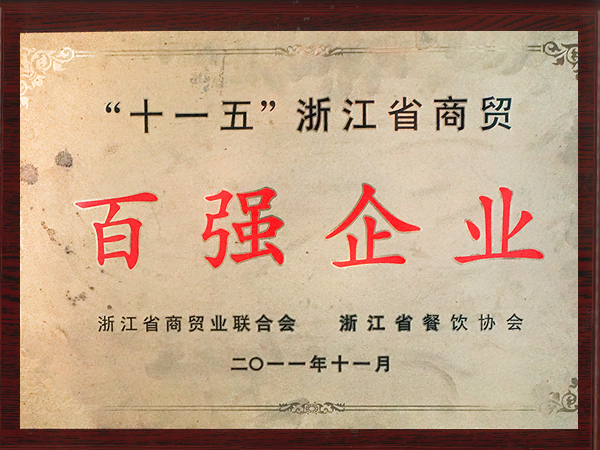 “十一五”浙江省商贸
百强企业
浙江省商贸业联合会 浙江省餐饮协会
二〇一一年十一月